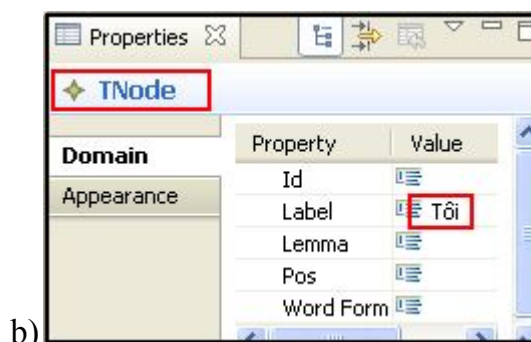 Properties
TNode
Domain
Appearance
Property Value
Id
Label Tôi
Lemma
Pos
Word Form
b)